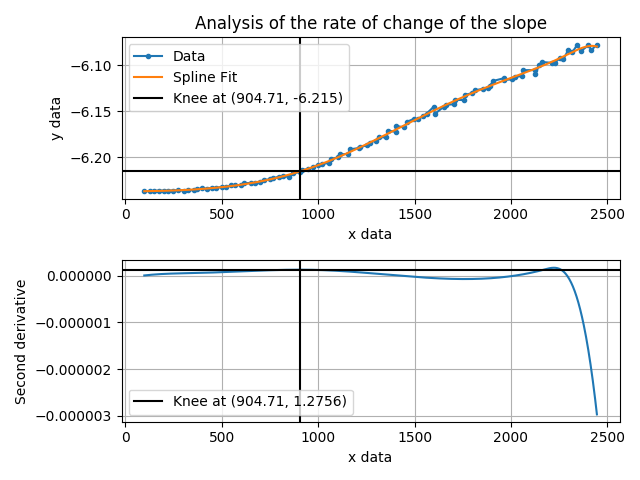 Analysis of the rate of change of the slope
Data
Spline Fit
Knee at (904.71, -6.215)
y data
−6.10
−6.15
−6.20
0 500 1000 1500 2000 2500
x data
Second derivative
0.000000
−0.000001
−0.000002
−0.000003
Knee at (904.71, 1.2756)
0 500 1000 1500 2000 2500
x data